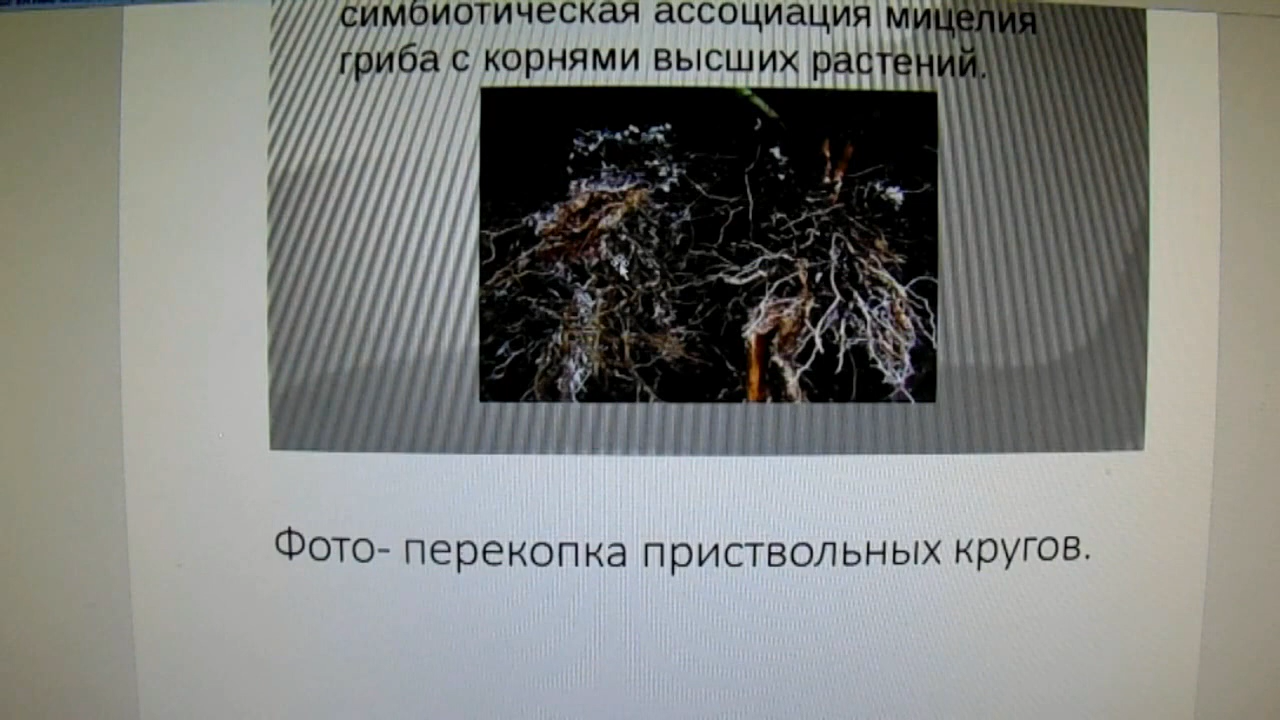 симбиотическая ассоциация мицелия
гриба с корнями высших растений.
Фото- перекопка приствольных кругов.